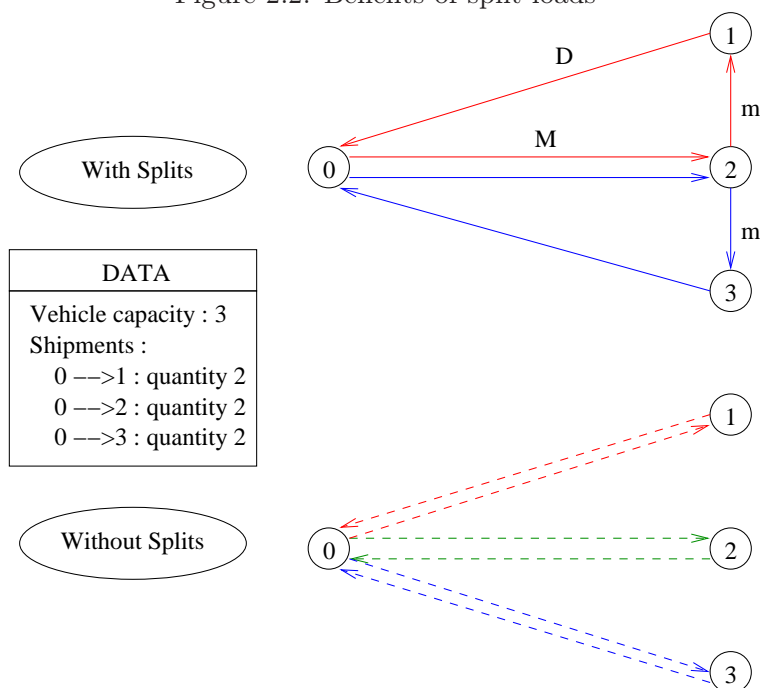 Figure 2.2: Benefits of split loads
1
D
m
M
With Splits
0
2
m
3
DATA
Vehicle capacity : 3
Shipments :
0 −−>1 : quantity 2
0 −−>2 : quantity 2
0 −−>3 : quantity 2
1
Without Splits
0
2
3